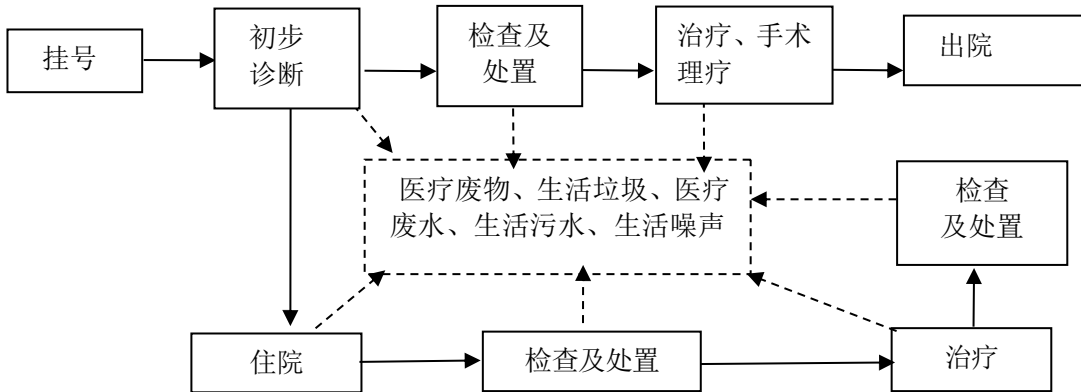 挂号
初步
诊断
检查及
处置
治疗、手术
理疗
出院
医疗废物、生活垃圾、医疗
废水、生活污水、生活噪声
检查
及处置
住院
检查及处置
治疗